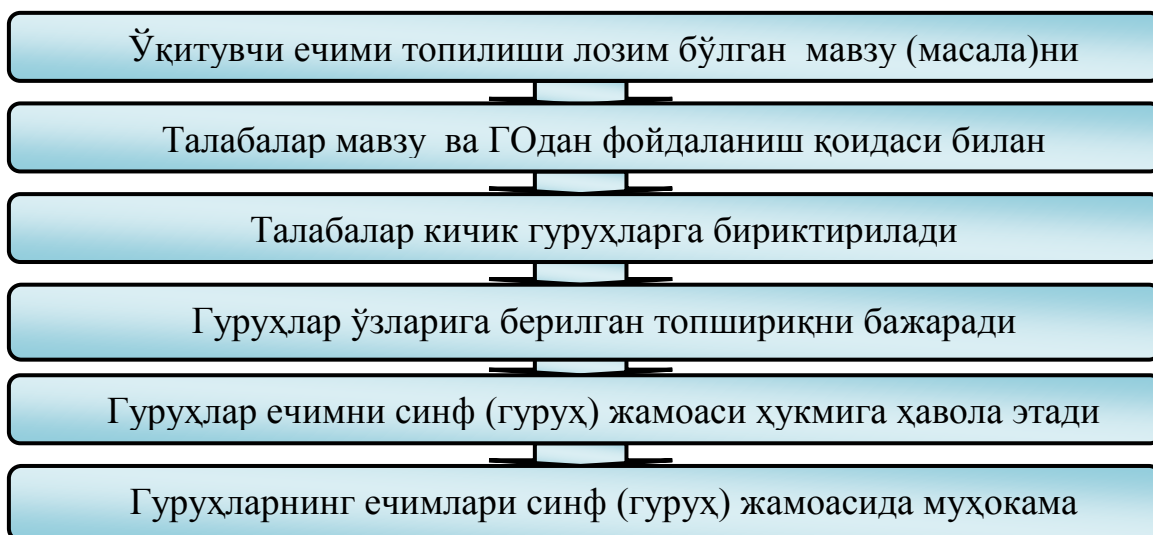 Ўқитувчи ечими топилиши лозим бўлган мавзу (масала)ни
Талабалар мавзу ва ГОдан фойдаланиш қоидаси билан
Талабалар кичик гуруҳларга бириктирилади
Гуруҳлар ўзларига берилган топшириқни бажаради
Гуруҳлар ечимни синф (гуруҳ) жамоаси ҳукмига ҳавола этади
Гуруҳларнинг ечимлари синф (гуруҳ) жамоасида муҳокама